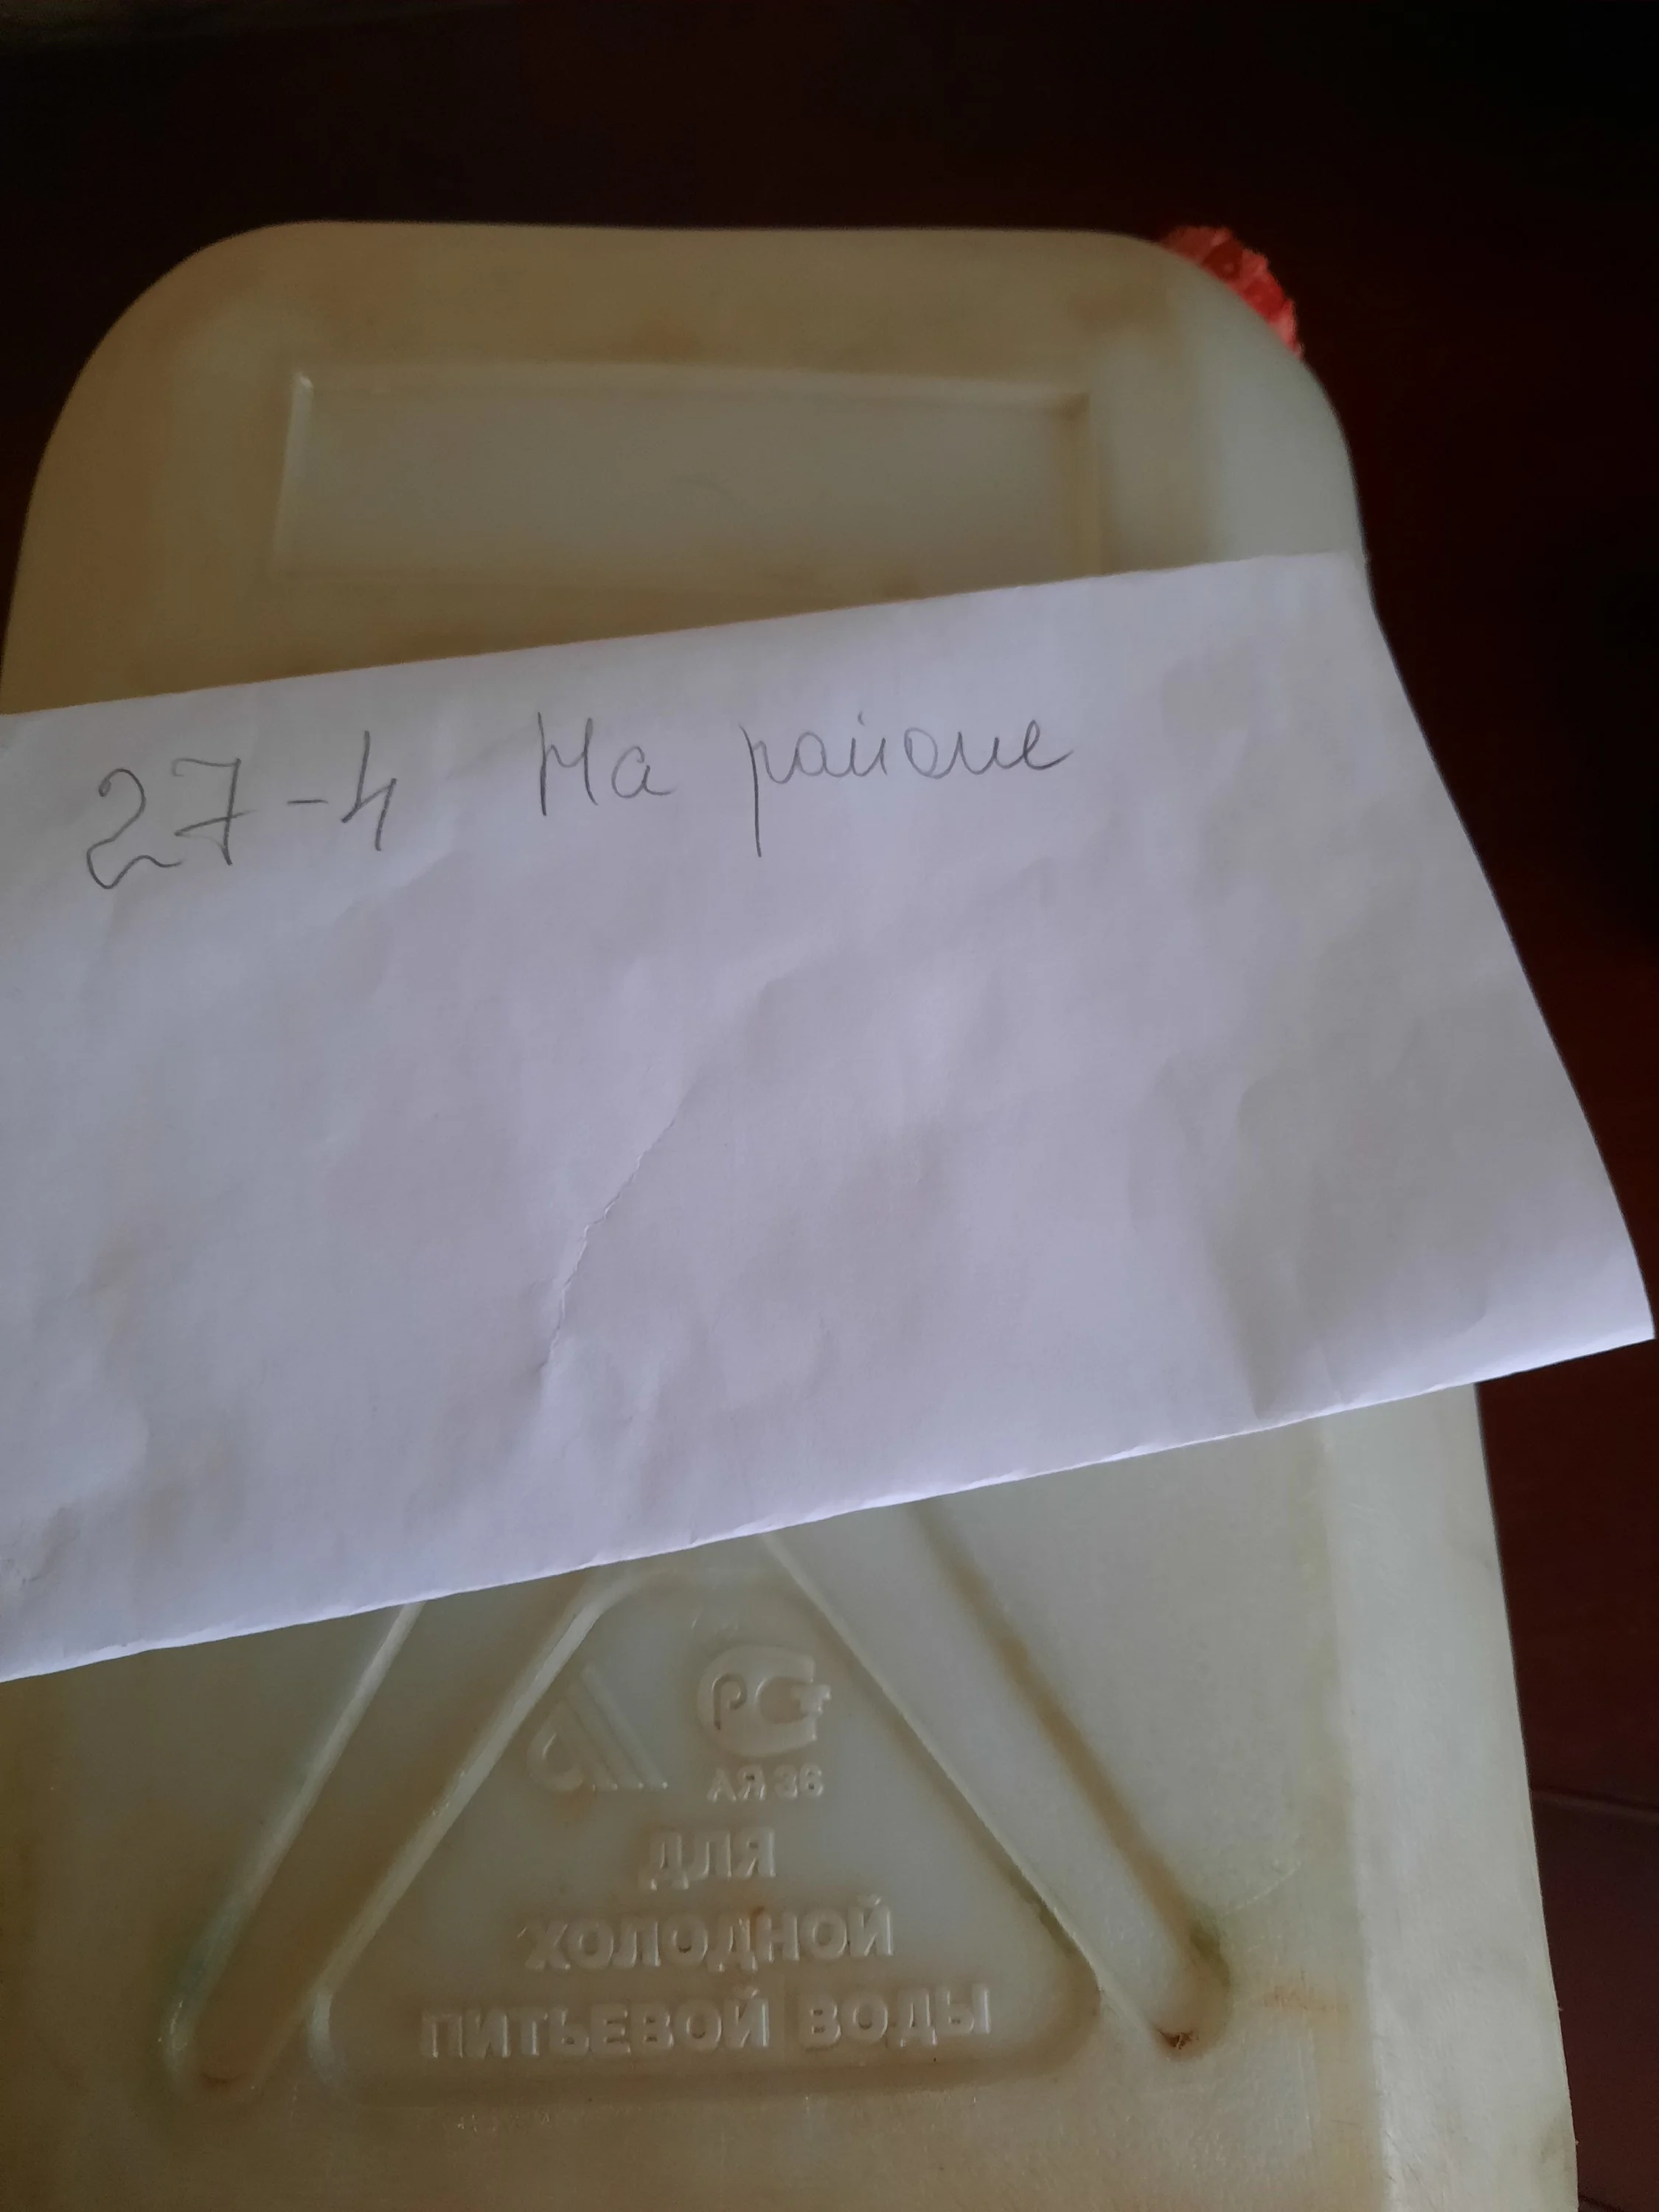 27-4 На районе
РСТ
АЯ36
ДЛЯ
ХОЛОДНОЙ
ПИТЬЕВОЙ ВОДЫ